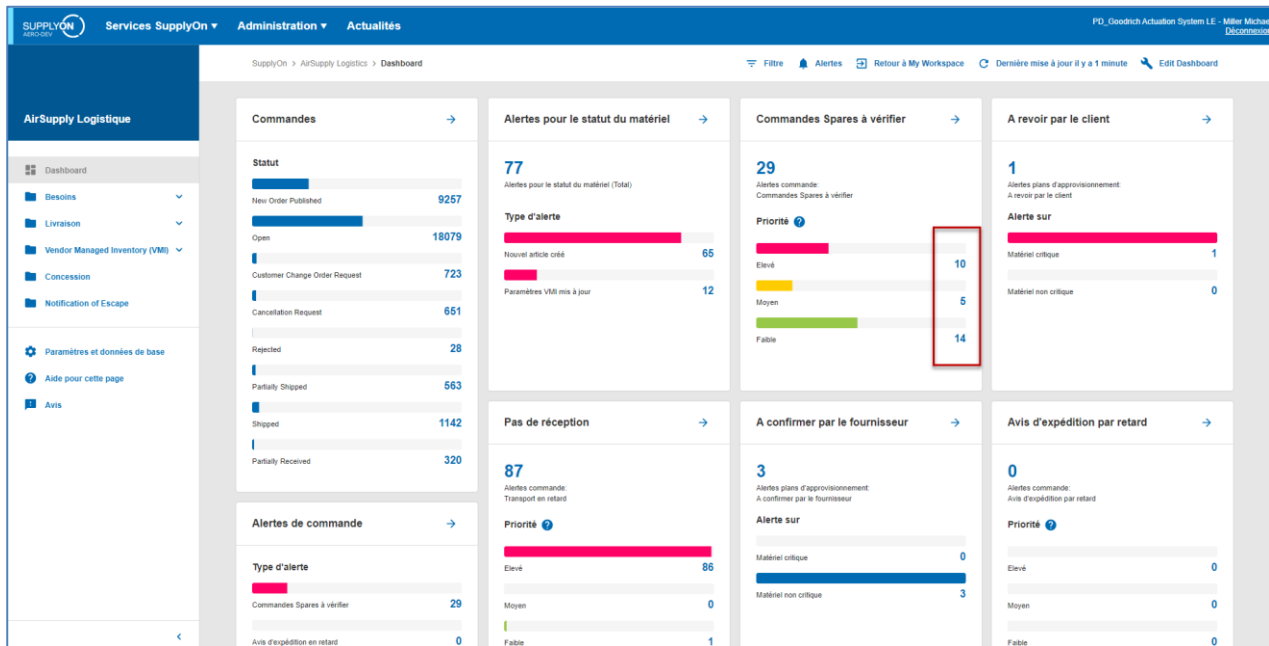 SUPPLYON
AERO-DEV
Services SupplyOn ▾ Administration ▾ Actualités
PD_Goodrich Actuation System LE - Miller Michae
Déconnexion
SupplyOn > AirSupply Logistics > Dashboard
Filtre Alertes Retour à My Workspace Dernière mise à jour il y a 1 minute Edit Dashboard
AirSupply Logistique
Dashboard
Besoins
Livraison
Vendor Managed Inventory (VMI)
Concession
Notification of Escape
Paramètres et données de base
Aide pour cette page
Avis
Commandes
Statut
New Order Published 9257
Open 18079
Customer Change Order Request 723
Cancellation Request 651
Rejected 28
Partially Shipped 563
Shipped 1142
Partially Received 320
Alertes pour le statut du matériel
77
Alertes pour le statut du matériel (Total)
Type d'alerte
Nouvel article créé 65
Paramètres VMI mis à jour 12
Commandes Spares à vérifier
29
Alertes commande:
Commandes Spares à vérifier
Priorité ?
Elevé 10
Moyen 5
Faible 14
A revoir par le client
1
Alertes plans d'approvisionnement:
A revoir par le client
Alerte sur
Matériel critique 1
Matériel non critique 0
Alertes de commande
Type d'alerte
Commandes Spares à vérifier 29
Avis d'expédition en retard 0
Pas de réception
87
Alertes commande:
Transport en retard
Priorité ?
Elevé 86
Moyen 0
Faible 1
A confirmer par le fournisseur
3
Alertes plans d'approvisionnement:
A confirmer par le fournisseur
Alerte sur
Matériel critique 0
Matériel non critique 3
Avis d'expédition par retard
0
Alertes commande:
Avis d'expédition par retard
Priorité ?
Elevé 0
Moyen 0
Faible 0